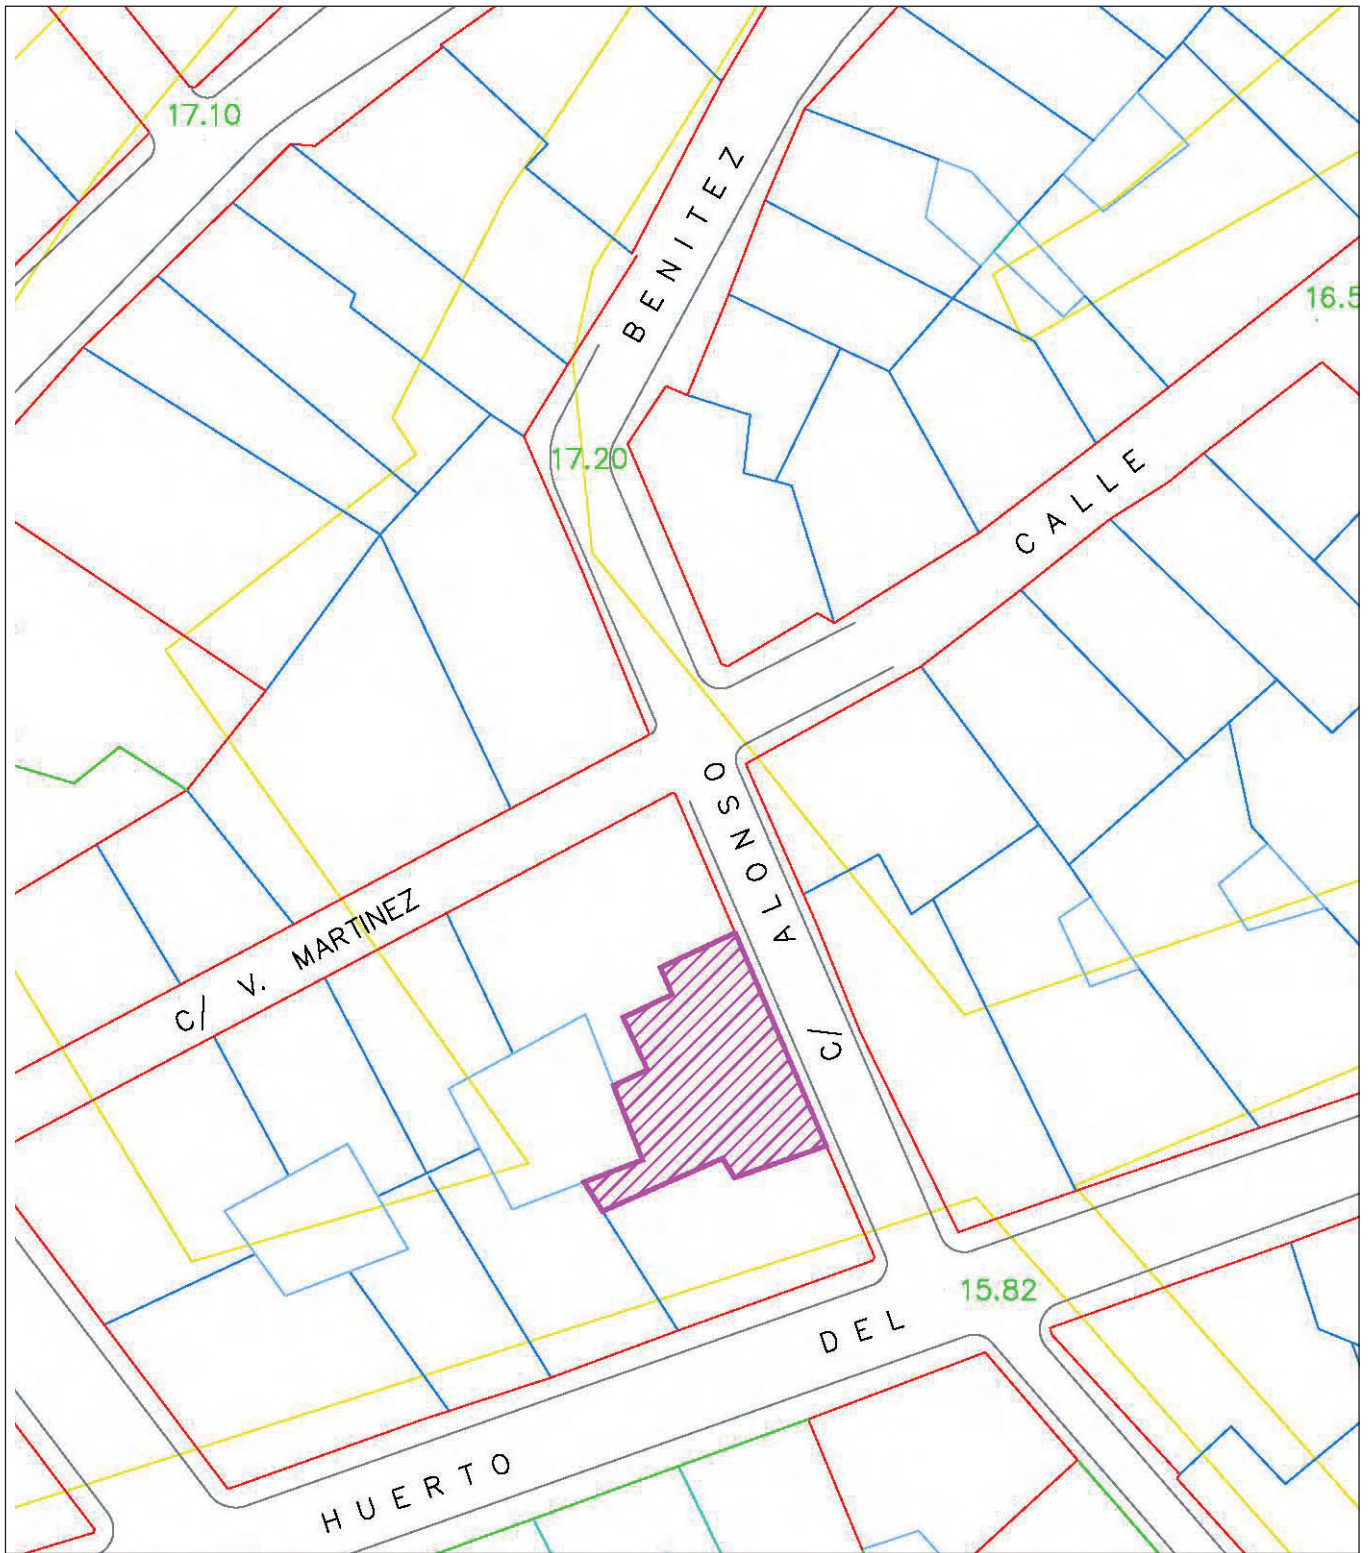 17.10
BENITEZ
16.5
17.20
CALLE
ALONSO
C/
C/ V. MARTINEZ
15.82
DEL
HUERTO